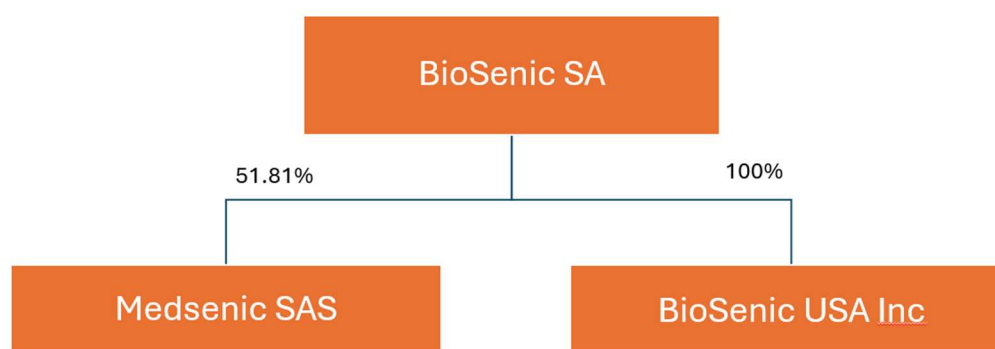 BioSenic SA
51.81%
100%
Medsenic SAS
BioSenic USA Inc